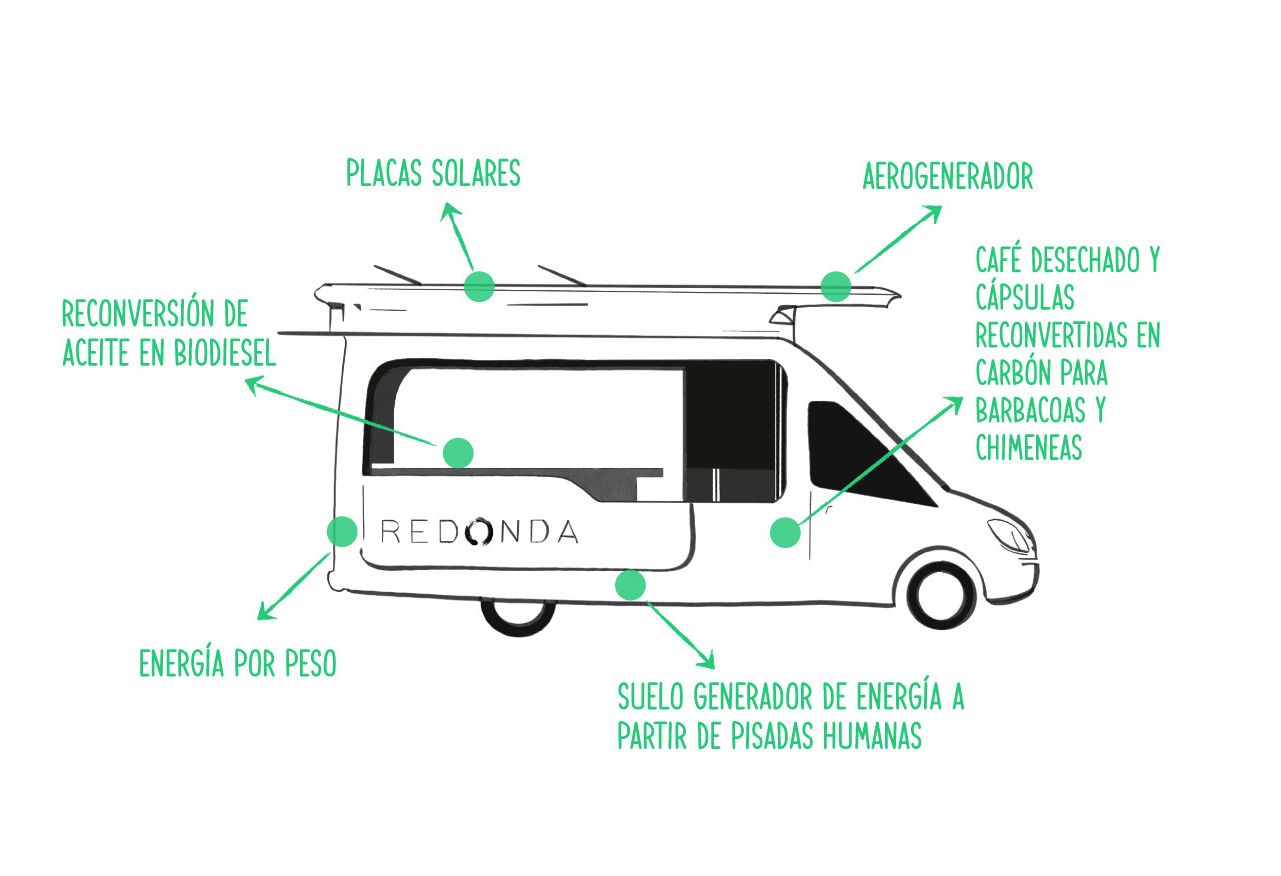 PLACAS SOLARES
AEROGENERADOR
CAFÉ DESECHADO Y
CÁPSULAS
RECONVERTIDAS EN
CARBÓN PARA
BARBACOAS Y
CHIMENEAS
RECONVERSIÓN DE
ACEITE EN BIODIESEL
REDONDA
ENERGÍA POR PESO
SUELO GENERADOR DE ENERGÍA A
PARTIR DE PISADAS HUMANAS